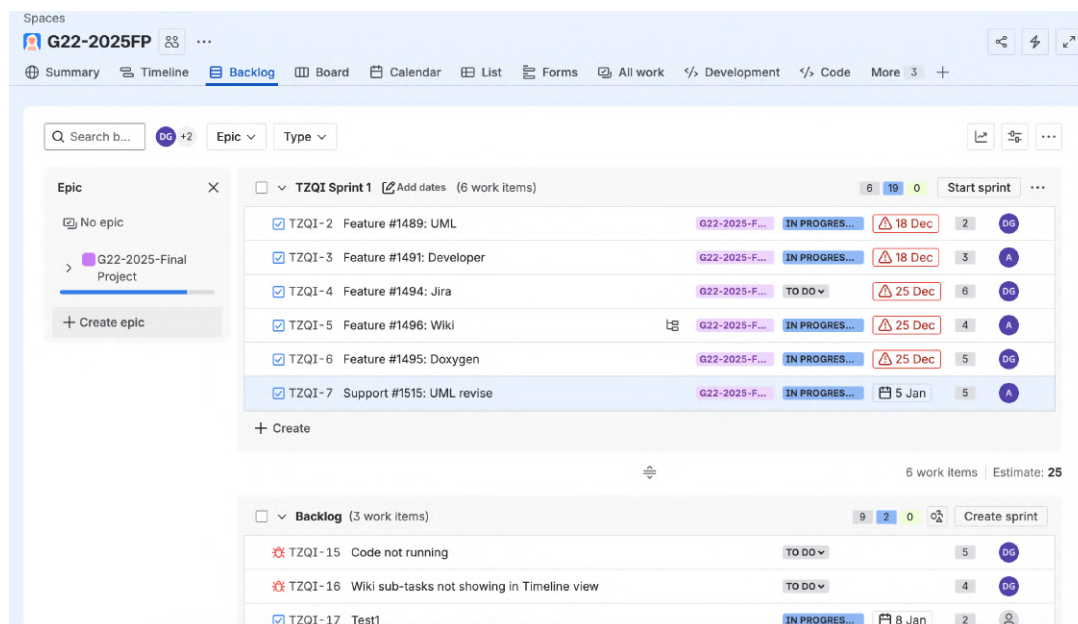 Spaces
G22-2025FP
Summary Timeline Backlog Board Calendar List Forms All work Development Code More 3
Search b... DG +2 Epic Type
Epic
No epic
G22-2025-Final
Project
Create epic
TZQI Sprint 1 Add dates (6 work items) 6 19 0 Start sprint
TZQI-2 Feature #1489: UML G22-2025-F... IN PROGRES... 18 Dec 2 DG
TZQI-3 Feature #1491: Developer G22-2025-F... IN PROGRES... 18 Dec 3 A
TZQI-4 Feature #1494: Jira G22-2025-F... TO DO 25 Dec 6 DG
TZQI-5 Feature #1496: Wiki G22-2025-F... IN PROGRES... 25 Dec 4 A
TZQI-6 Feature #1495: Doxygen G22-2025-F... IN PROGRES... 25 Dec 5 DG
TZQI-7 Support #1515: UML revise G22-2025-F... IN PROGRES... 5 Jan 5 A
Create
6 work items Estimate: 25
Backlog (3 work items) 9 2 0 Create sprint
TZQI-15 Code not running TO DO 5 DG
TZQI-16 Wiki sub-tasks not showing in Timeline view TO DO 4 DG
TZQI-17 Test1 IN PROGRES... 8 Jan 2